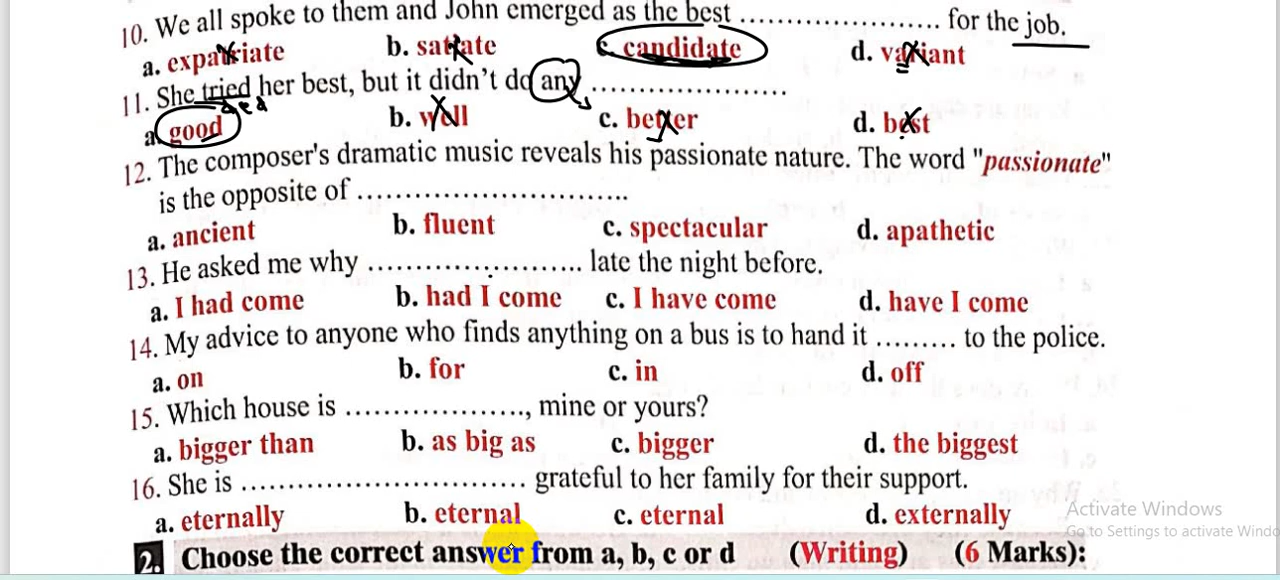 10. We all spoke to them and John emerged as the best ........................ for the job.
a. expatriate b. satiate c. candidate d. variant
11. She tried her best, but it didn't do any ........................
a. good b. well c. better d. best
12. The composer's dramatic music reveals his passionate nature. The word "passionate"
is the opposite of ................................
a. ancient b. fluent c. spectacular d. apathetic
13. He asked me why ........................ late the night before.
a. I had come b. had I come c. I have come d. have I come
14. My advice to anyone who finds anything on a bus is to hand it ......... to the police.
a. on b. for c. in d. off
15. Which house is ...................., mine or yours?
a. bigger than b. as big as c. bigger d. the biggest
16. She is ................................ grateful to her family for their support.
a. eternally b. eternal c. eternal d. externally
Activate Windows
Go to Settings to activate Windo
2. Choose the correct answer from a, b, c or d (Writing) (6 Marks):